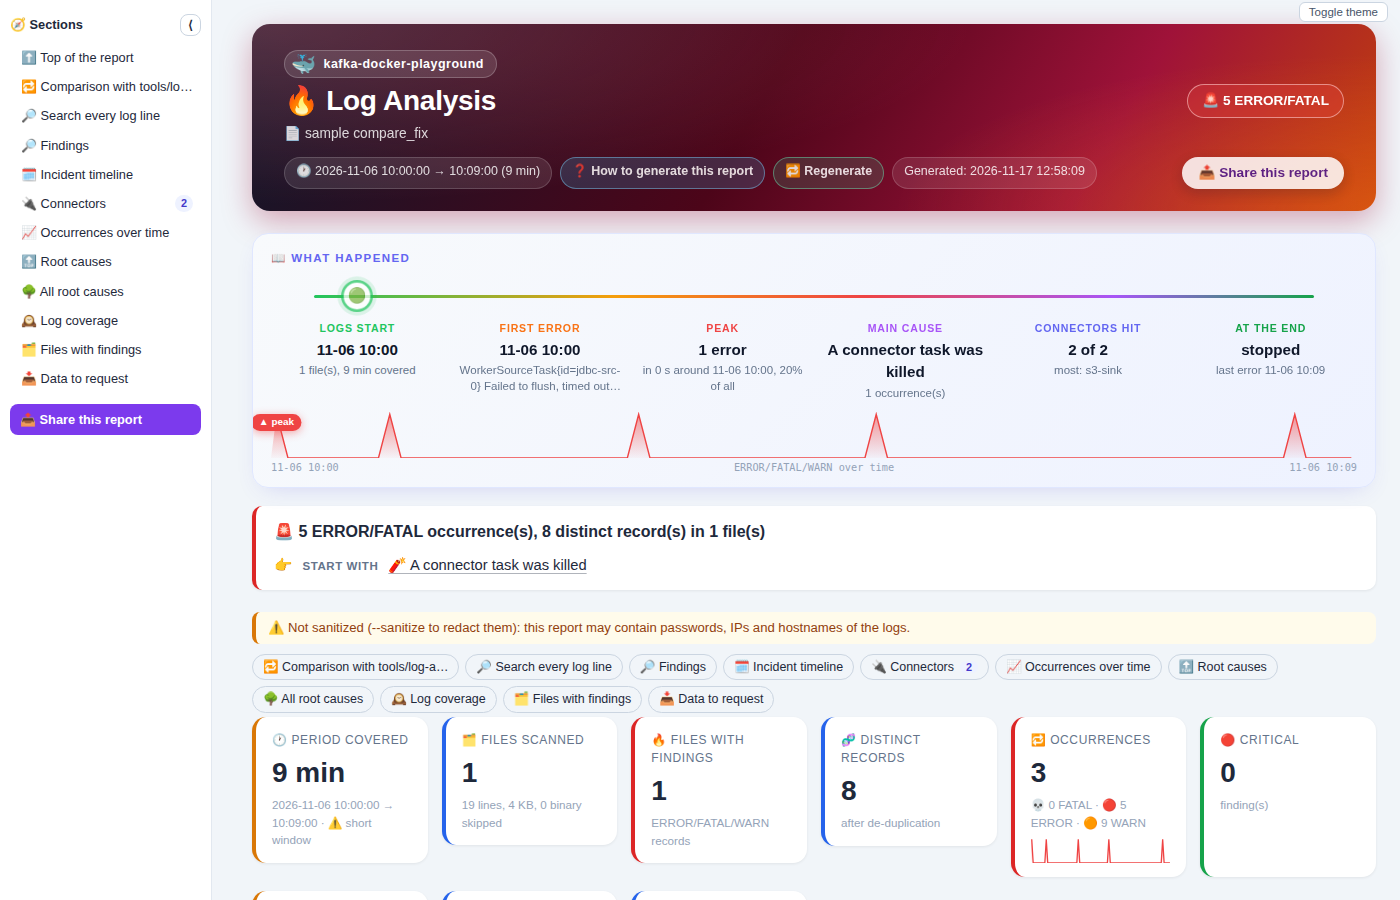 Toggle theme
🧭 Sections
⟨
⬆️ Top of the report
🔁 Comparison with tools/lo…
🔎 Search every log line
🔎 Findings
🗓️ Incident timeline
🔌 Connectors 2
📈 Occurrences over time
🔝 Root causes
🌳 All root causes
🕰️ Log coverage
🗂️ Files with findings
📥 Data to request
📤 Share this report
🐳 kafka-docker-playground
🔥 Log Analysis
📄 sample compare_fix
🚨 5 ERROR/FATAL
🕐 2026-11-06 10:00:00 → 10:09:00 (9 min)
❓ How to generate this report
🔁 Regenerate
Generated: 2026-11-17 12:58:09
📤 Share this report
📖 WHAT HAPPENED
LOGS START
11-06 10:00
1 file(s), 9 min covered
FIRST ERROR
11-06 10:00
WorkerSourceTask{id=jdbc-src-
0} Failed to flush, timed out…
PEAK
1 error
in 0 s around 11-06 10:00, 20%
of all
MAIN CAUSE
A connector task was
killed
1 occurrence(s)
CONNECTORS HIT
2 of 2
most: s3-sink
AT THE END
stopped
last error 11-06 10:09
▲ peak
11-06 10:00
ERROR/FATAL/WARN over time
11-06 10:09
🚨 5 ERROR/FATAL occurrence(s), 8 distinct record(s) in 1 file(s)
👉 START WITH 🧨 A connector task was killed
⚠️ Not sanitized (--sanitize to redact them): this report may contain passwords, IPs and hostnames of the logs.
🔁 Comparison with tools/log-a…
🔎 Search every log line
🔎 Findings
🗓️ Incident timeline
🔌 Connectors 2
📈 Occurrences over time
🔝 Root causes
🌳 All root causes
🕰️ Log coverage
🗂️ Files with findings
📥 Data to request
🕐 PERIOD COVERED
9 min
2026-11-06 10:00:00 →
10:09:00 · ⚠️ short
window
🗂️ FILES SCANNED
1
19 lines, 4 KB, 0 binary
skipped
🔥 FILES WITH
FINDINGS
1
ERROR/FATAL/WARN
records
🧬 DISTINCT
RECORDS
8
after de-duplication
🔁 OCCURRENCES
3
💀 0 FATAL · 🔴 5
ERROR · 🟠 9 WARN
🔴 CRITICAL
0
finding(s)